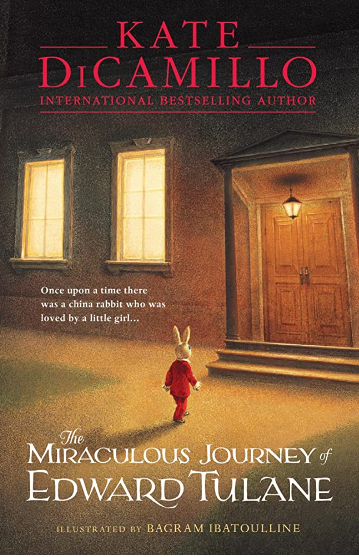 KATE
DiCAMILLO
INTERNATIONAL BESTSELLING AUTHOR
Once upon a time there
was a china rabbit who was
loved by a little girl...
The
MIRACULOUS JOURNEY of
EDWARD TULANE
ILLUSTRATED BY BAGRAM IBATOULLINE